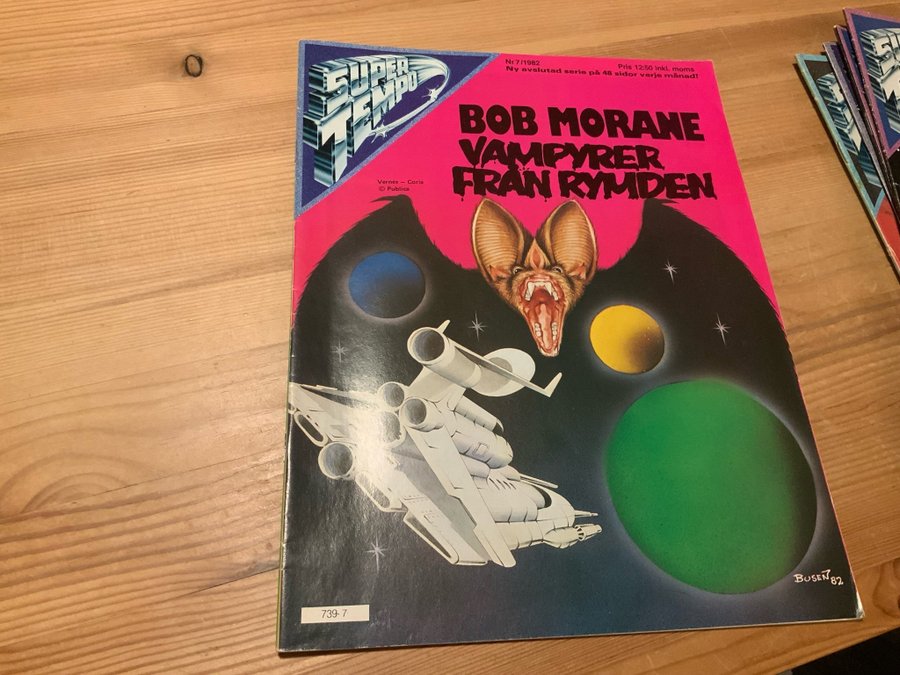 SUPER
TEMPO
Nr 7/1982
Pris 12:50 inkl. moms
Ny avslutad serie på 48 sidor varje månad!
BOB MORANE
VAMPYRER
FRÅN RYMDEN
Vernes – Coria
© Publica
BUSEN 82
739-7